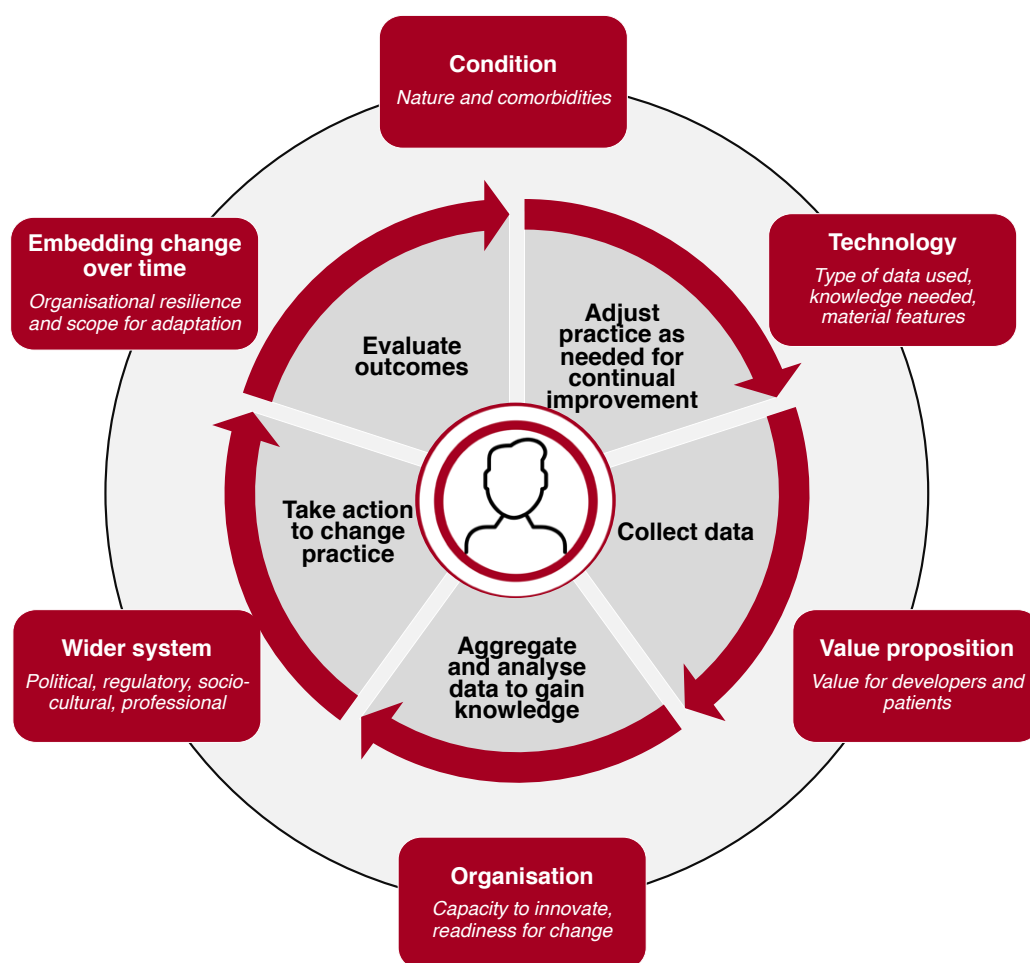 Condition
Nature and comorbidities
Embedding change
over time
Organisational resilience
and scope for adaptation
Technology
Type of data used,
knowledge needed,
material features
Evaluate
outcomes
Adjust
practice as
needed for
continual
improvement
Take action
to change
practice
Collect data
Aggregate
and analyse
data to gain
knowledge
Wider system
Political, regulatory, socio-
cultural, professional
Value proposition
Value for developers and
patients
Organisation
Capacity to innovate,
readiness for change